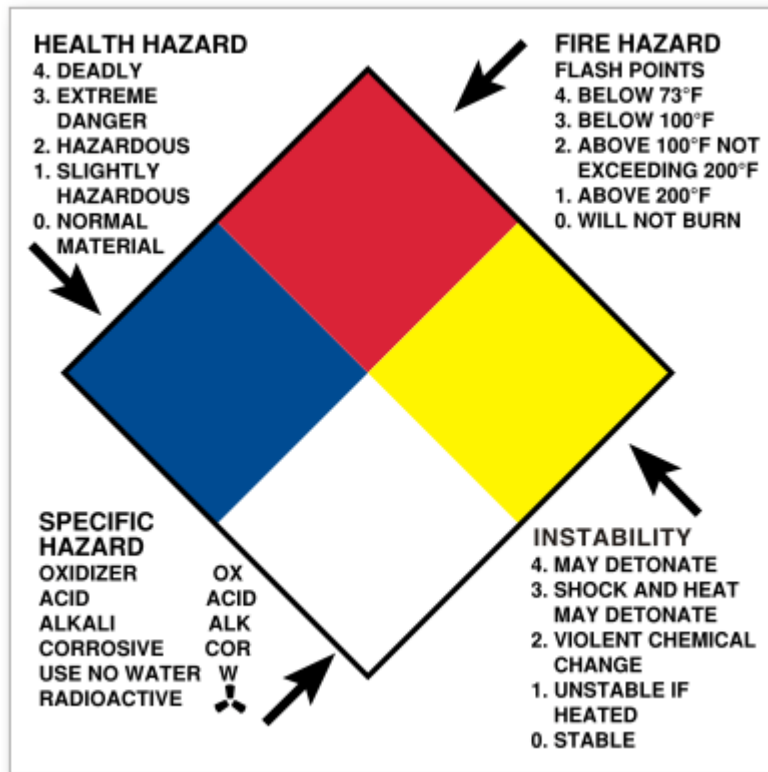 HEALTH HAZARD
4. DEADLY
3. EXTREME
DANGER
2. HAZARDOUS
1. SLIGHTLY
HAZARDOUS
0. NORMAL
MATERIAL
FIRE HAZARD
FLASH POINTS
4. BELOW 73°F
3. BELOW 100°F
2. ABOVE 100°F NOT
EXCEEDING 200°F
1. ABOVE 200°F
0. WILL NOT BURN
SPECIFIC
HAZARD
OXIDIZER OX
ACID ACID
ALKALI ALK
CORROSIVE COR
USE NO WATER W
RADIOACTIVE
INSTABILITY
4. MAY DETONATE
3. SHOCK AND HEAT
MAY DETONATE
2. VIOLENT CHEMICAL
CHANGE
1. UNSTABLE IF
HEATED
0. STABLE